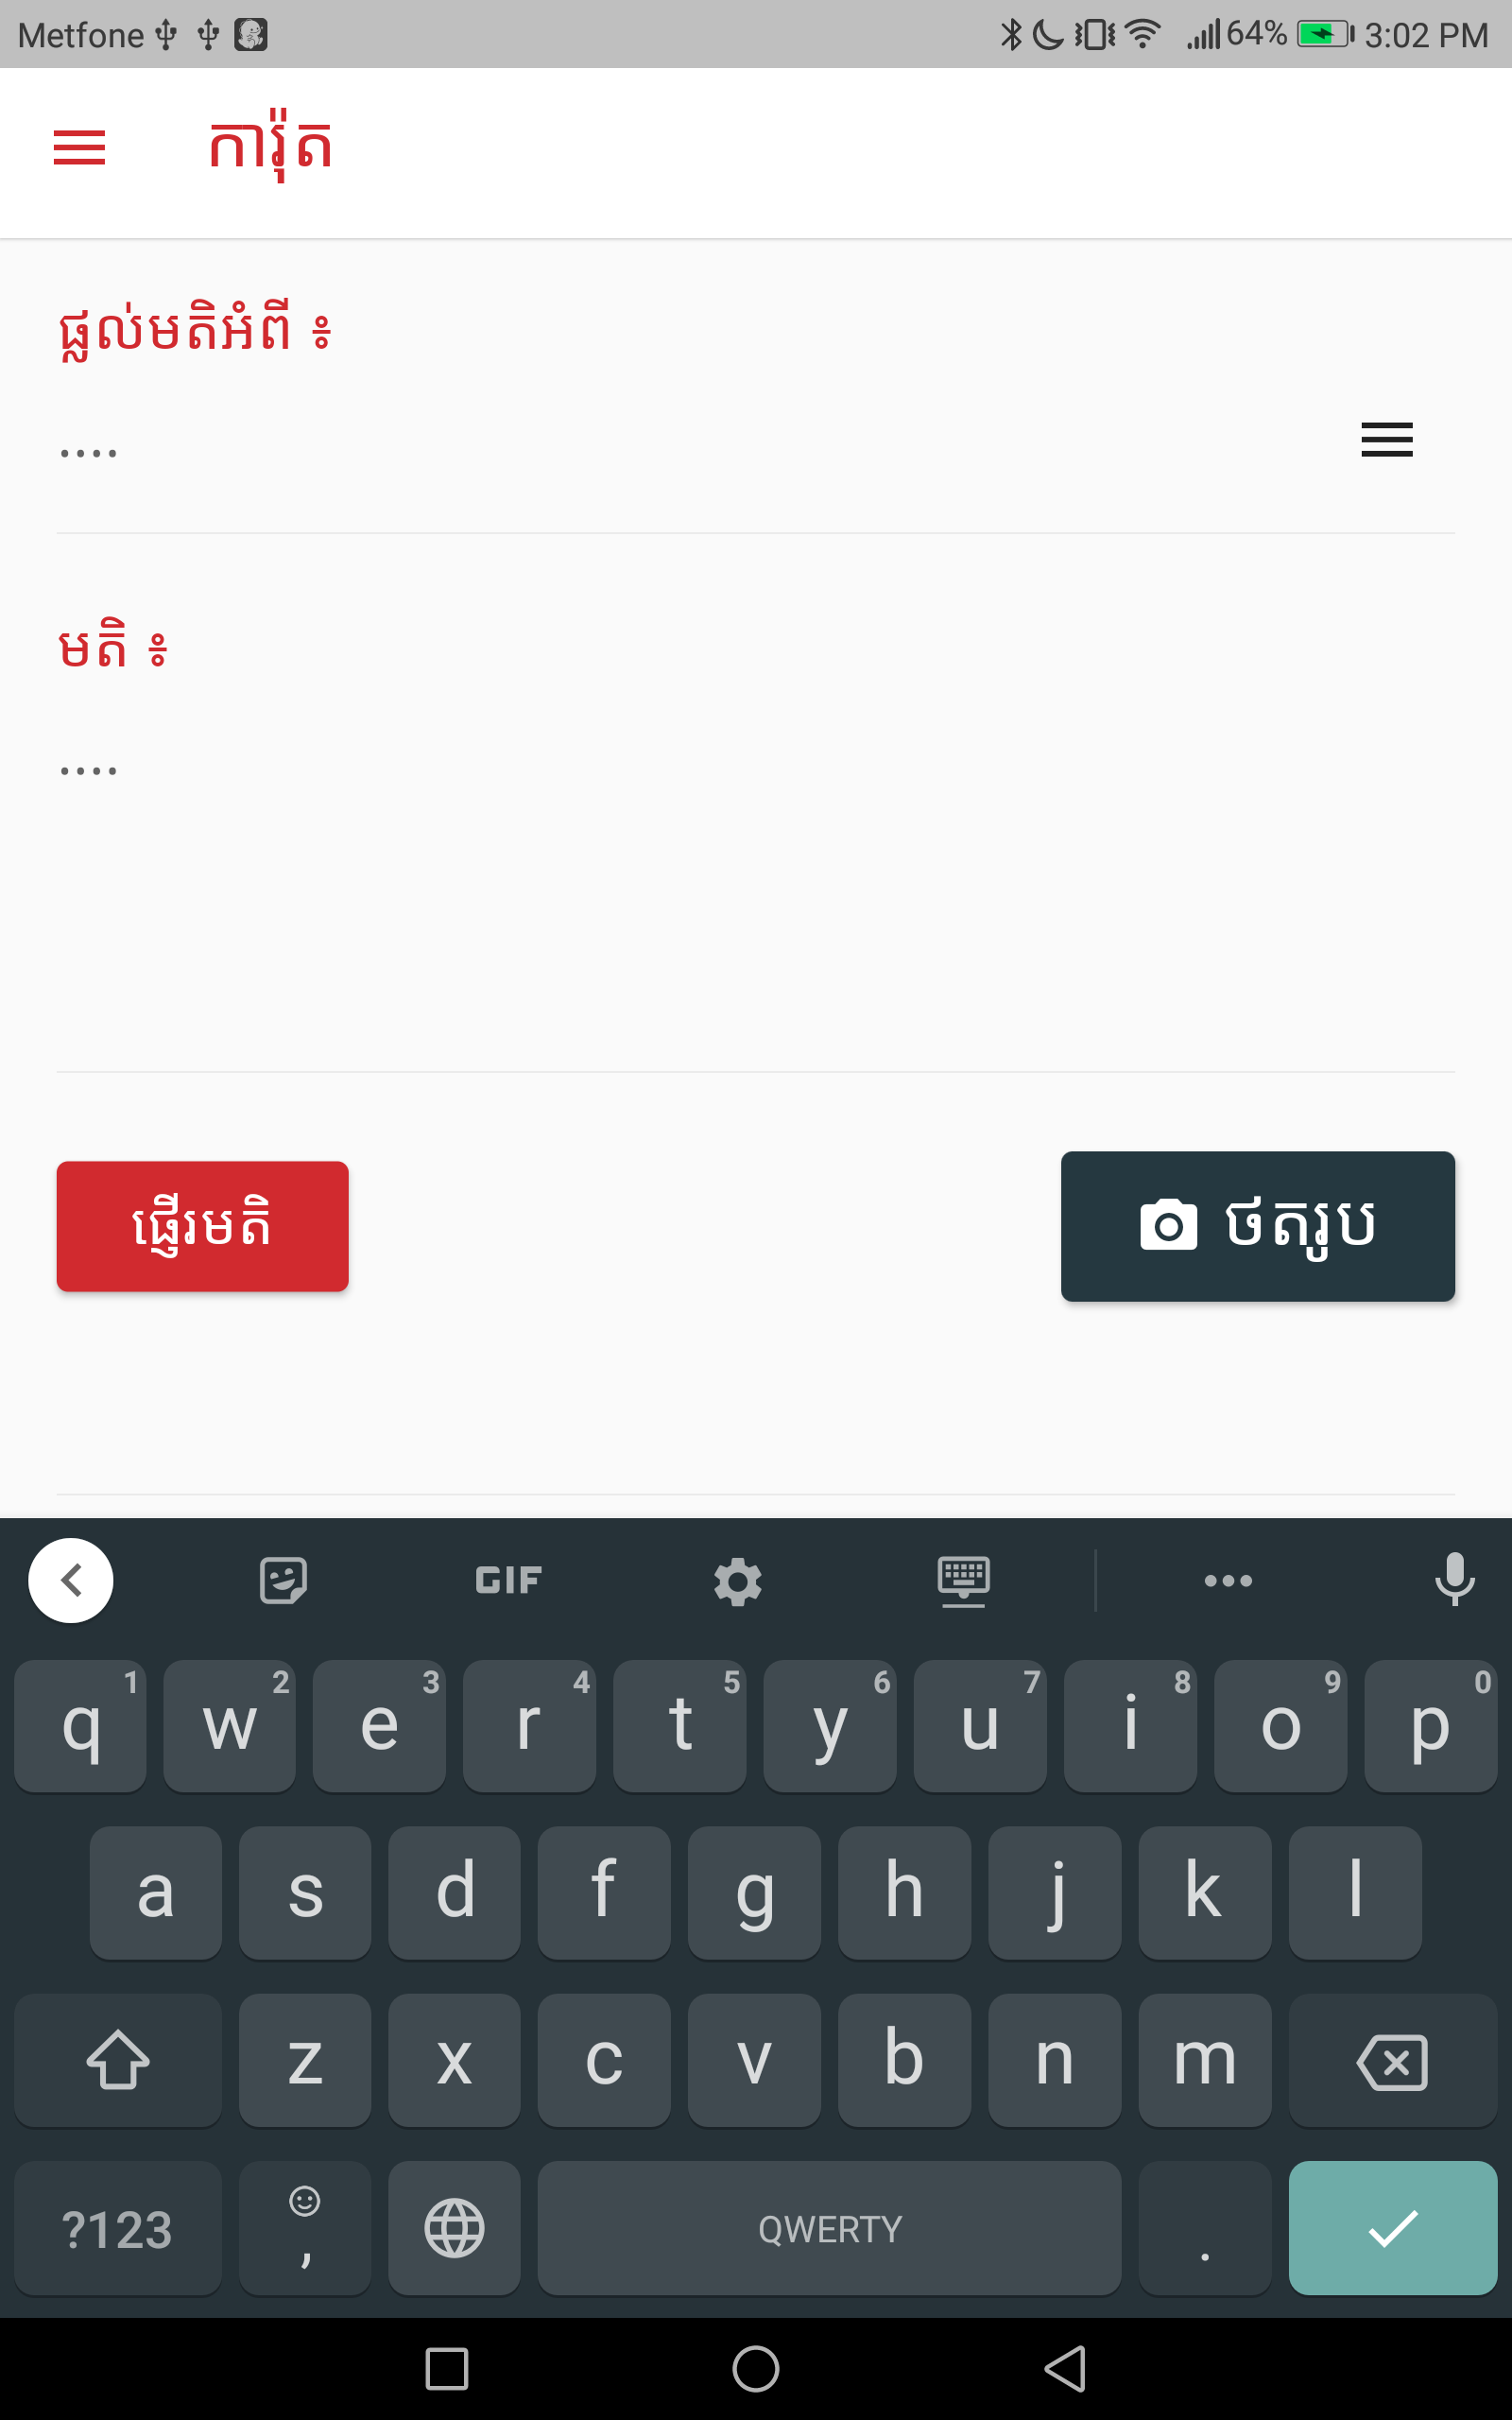 Metfone 64% 3:02 PM
ការ៉ុត
ផ្តល់មតិអំពី ៖
....
មតិ ៖
....
ផ្ញើរមតិ ថតរូប
GIF
q 1 w 2 e 3 r 4 t 5 y 6 u 7 i 8 o 9 p 0
a s d f g h j k l
z x c v b n m
?123 , QWERTY .